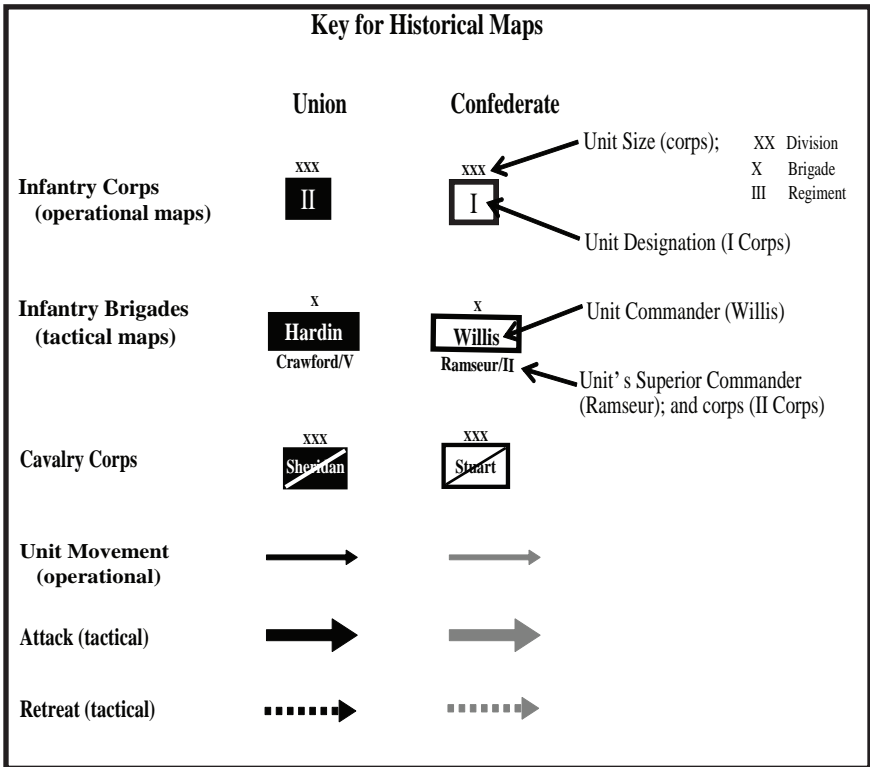 Key for Historical Maps
Union
Confederate
Infantry Corps
(operational maps)
XXX
II
XXX
I
Unit Size (corps);
XX Division
X Brigade
III Regiment
Unit Designation (I Corps)
Infantry Brigades
(tactical maps)
X
Hardin
Crawford/V
X
Willis
Ramseur/II
Unit Commander (Willis)
Unit's Superior Commander
(Ramseur); and corps (II Corps)
Cavalry Corps
XXX
Sheridan
XXX
Stuart
Unit Movement
(operational)
Attack (tactical)
Retreat (tactical)